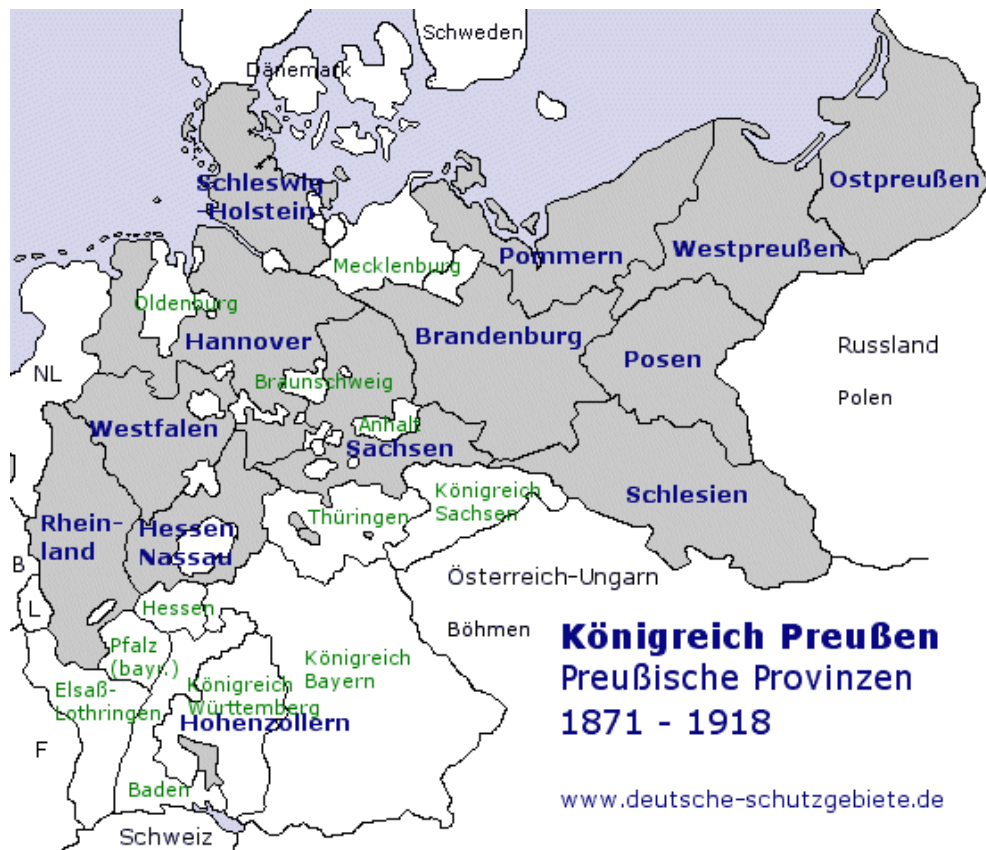 Schweden
Dänemark
Schleswig
-Holstein
Ostpreußen
Pommern
Westpreußen
Mecklenburg
Oldenburg
Hannover
Brandenburg
Posen
Russland
Polen
NL
Braunschweig
Westfalen
Anhalt
Sachsen
Königreich
Sachsen
Schlesien
Thüringen
Rhein-
land
Hessen
Nassau
B
L
Österreich-Ungarn
Böhmen
Hessen
Pfalz
(bayr.)
Königreich
Bayern
Elsaß-
Lothringen
Königreich
Württemberg
Hohenzollern
F
Baden
Schweiz
Königreich Preußen
Preußische Provinzen
1871 - 1918
www.deutsche-schutzgebiete.de